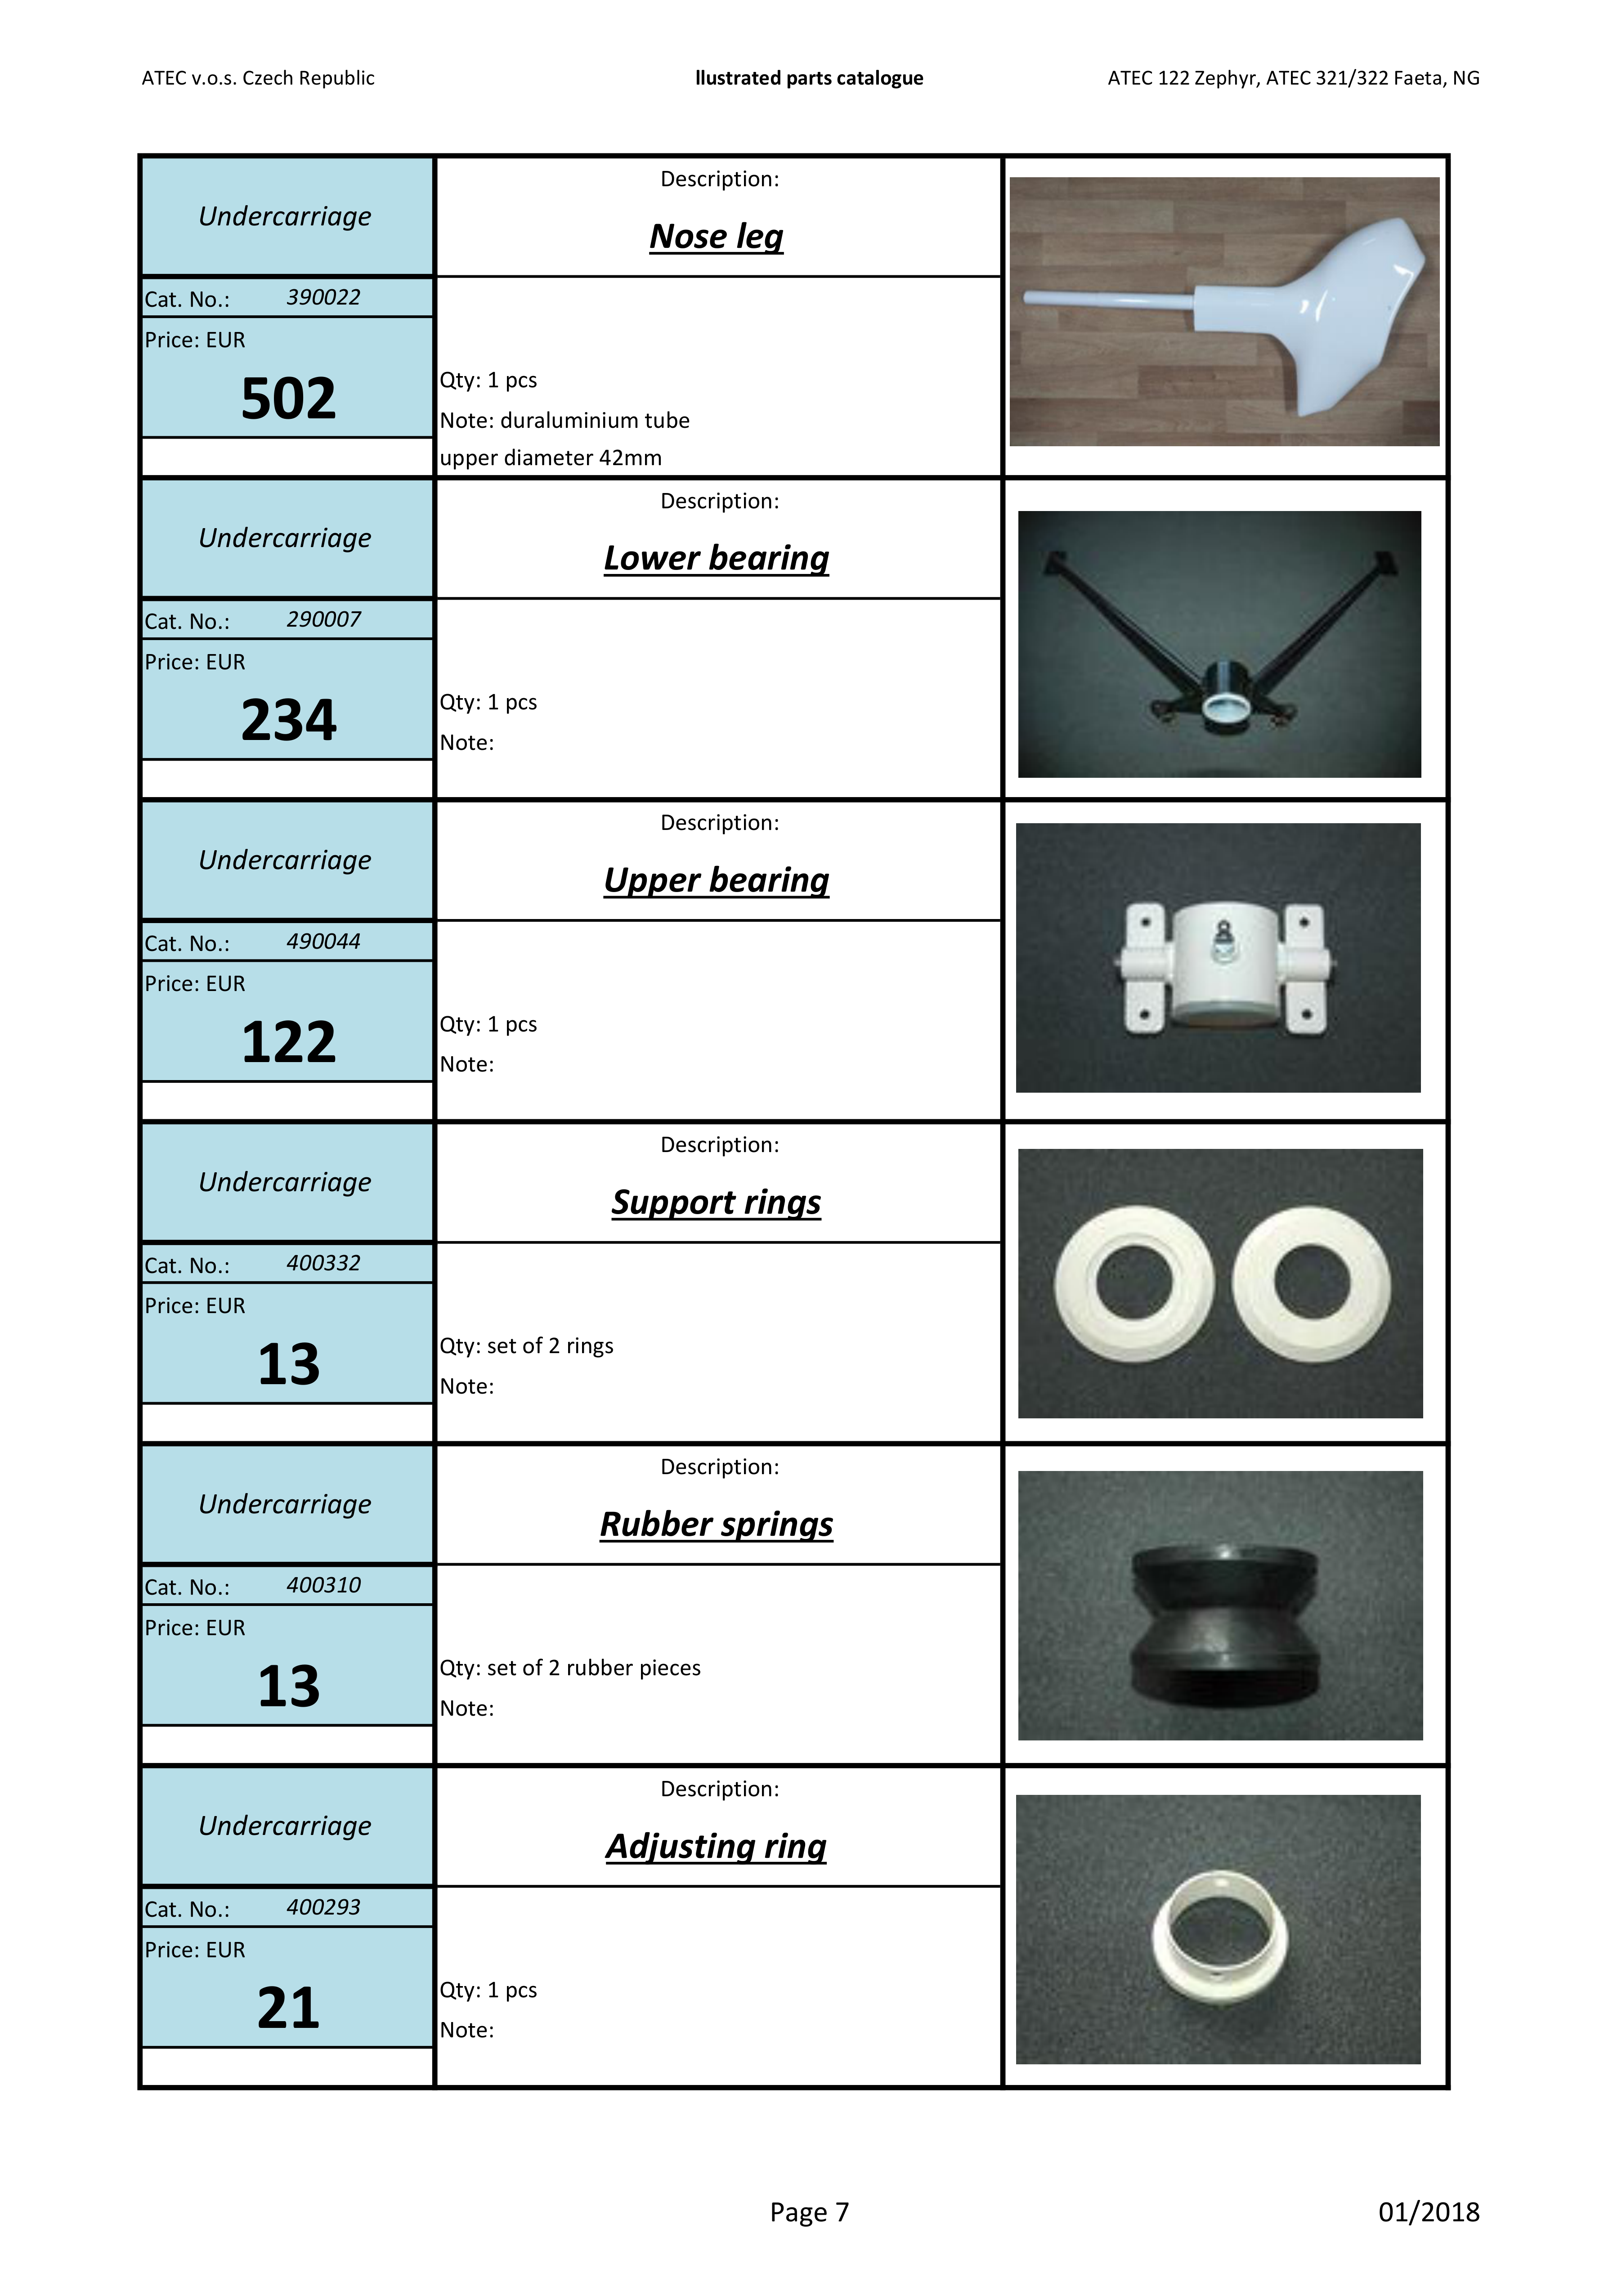 ATEC v.o.s. Czech Republic
llustrated parts catalogue
ATEC 122 Zephyr, ATEC 321/322 Faeta, NG
Undercarriage
Description:
Nose leg
Cat. No.: 390022
Price: EUR
502
Qty: 1 pcs
Note: duraluminium tube
upper diameter 42mm
Undercarriage
Description:
Lower bearing
Cat. No.: 290007
Price: EUR
234
Qty: 1 pcs
Note:
Undercarriage
Description:
Upper bearing
Cat. No.: 490044
Price: EUR
122
Qty: 1 pcs
Note:
Undercarriage
Description:
Support rings
Cat. No.: 400332
Price: EUR
13
Qty: set of 2 rings
Note:
Undercarriage
Description:
Rubber springs
Cat. No.: 400310
Price: EUR
13
Qty: set of 2 rubber pieces
Note:
Undercarriage
Description:
Adjusting ring
Cat. No.: 400293
Price: EUR
21
Qty: 1 pcs
Note:
Page 7
01/2018